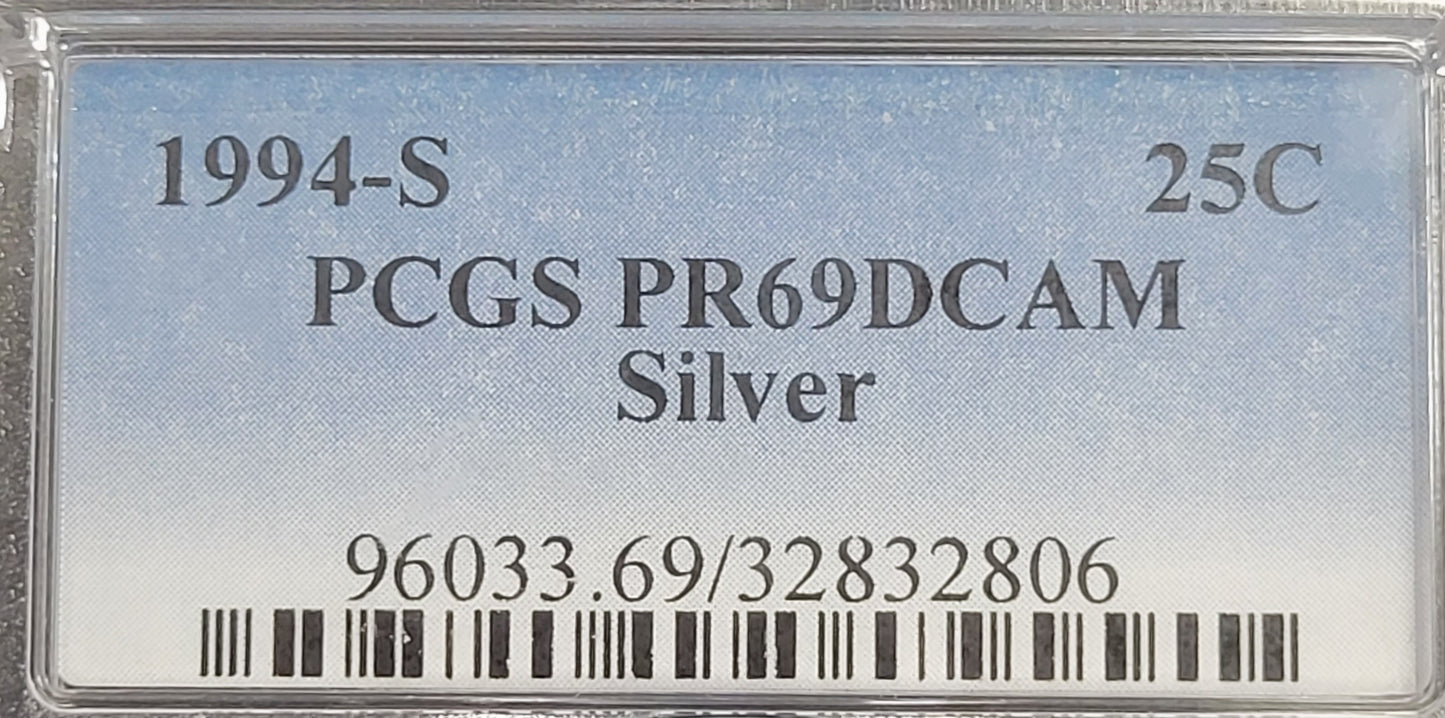 1994-S 25C
PCGS PR69DCAM
Silver
96033.69/32832806